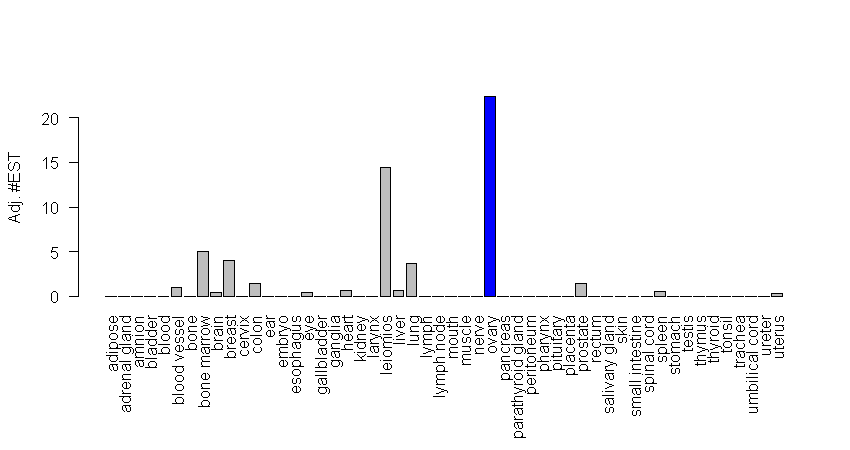 Adj. #EST
20
15
10
5
0
adipose
adrenal gland
amnion
bladder
blood
blood vessel
bone
bone marrow
brain
breast
cervix
colon
ear
embryo
esophagus
eye
gallbladder
ganglia
heart
kidney
larynx
leiomios
liver
lung
lymph
lymph node
mouth
muscle
nerve
ovary
pancreas
parathyroid gland
peritoneum
pharynx
pituitary
placenta
prostate
rectum
salivary gland
skin
small intestine
spinal cord
spleen
stomach
testis
thymus
thyroid
tonsil
trachea
umbilical cord
ureter
uterus